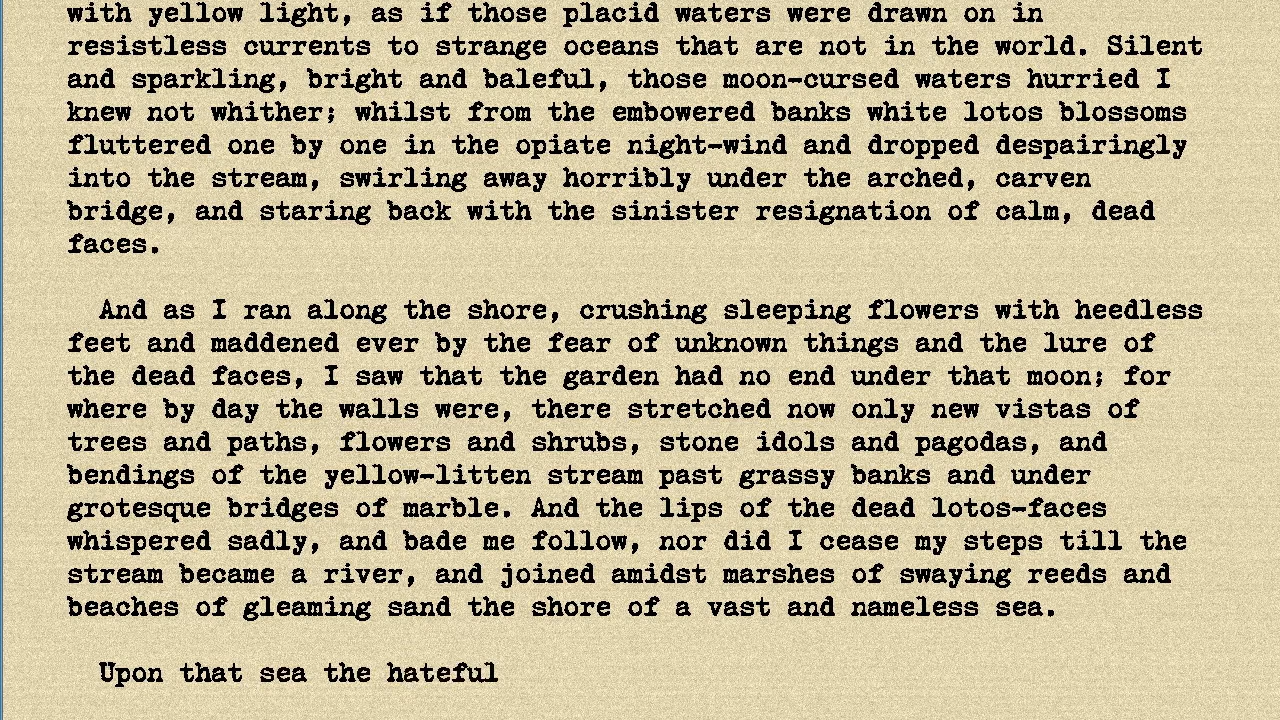 with yellow light, as if those placid waters were drawn on in
resistless currents to strange oceans that are not in the world. Silent
and sparkling, bright and baleful, those moon-cursed waters hurried I
knew not whither; whilst from the embowered banks white lotos blossoms
fluttered one by one in the opiate night-wind and dropped despairingly
into the stream, swirling away horribly under the arched, carven
bridge, and staring back with the sinister resignation of calm, dead
faces.
And as I ran along the shore, crushing sleeping flowers with heedless
feet and maddened ever by the fear of unknown things and the lure of
the dead faces, I saw that the garden had no end under that moon; for
where by day the walls were, there stretched now only new vistas of
trees and paths, flowers and shrubs, stone idols and pagodas, and
bendings of the yellow-litten stream past grassy banks and under
grotesque bridges of marble. And the lips of the dead lotos-faces
whispered sadly, and bade me follow, nor did I cease my steps till the
stream became a river, and joined amidst marshes of swaying reeds and
beaches of gleaming sand the shore of a vast and nameless sea.
Upon that sea the hateful